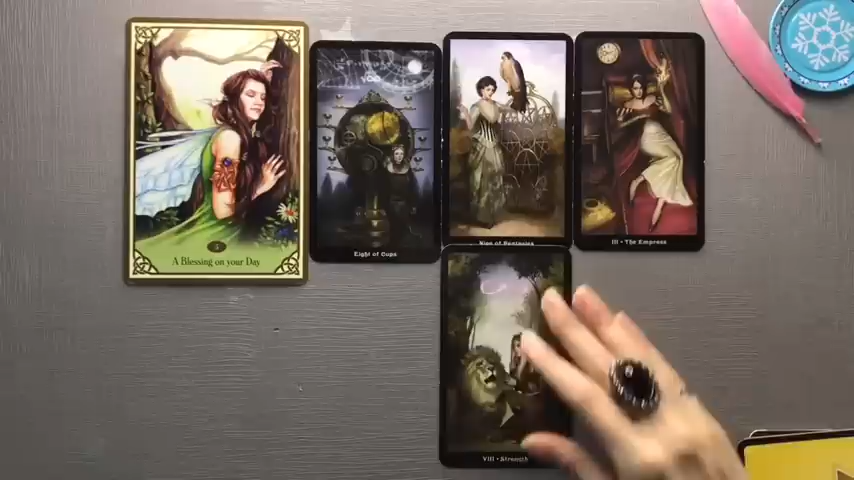 5
A Blessing on your Day
Eight of Cups
Nine of Pentacles
III • The Empress
VIII • Strength